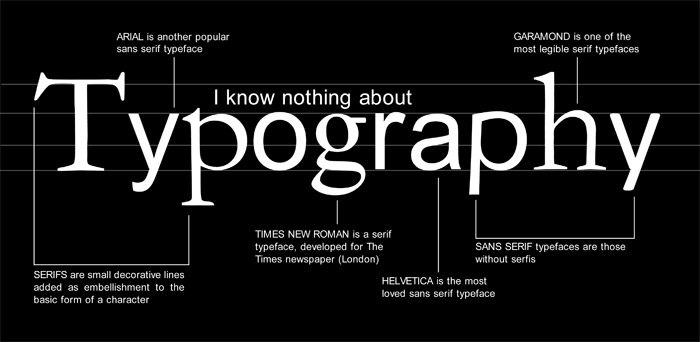 ARIAL is another popular
sans serif typeface
GARAMOND is one of the
most legible serif typefaces
I know nothing about
Typography
TIMES NEW ROMAN is a serif
typeface, developed for The
Times newspaper (London)
SANS SERIF typefaces are those
without serfis
SERIFS are small decorative lines
added as embellishment to the
basic form of a character
HELVETICA is the most
loved sans serif typeface